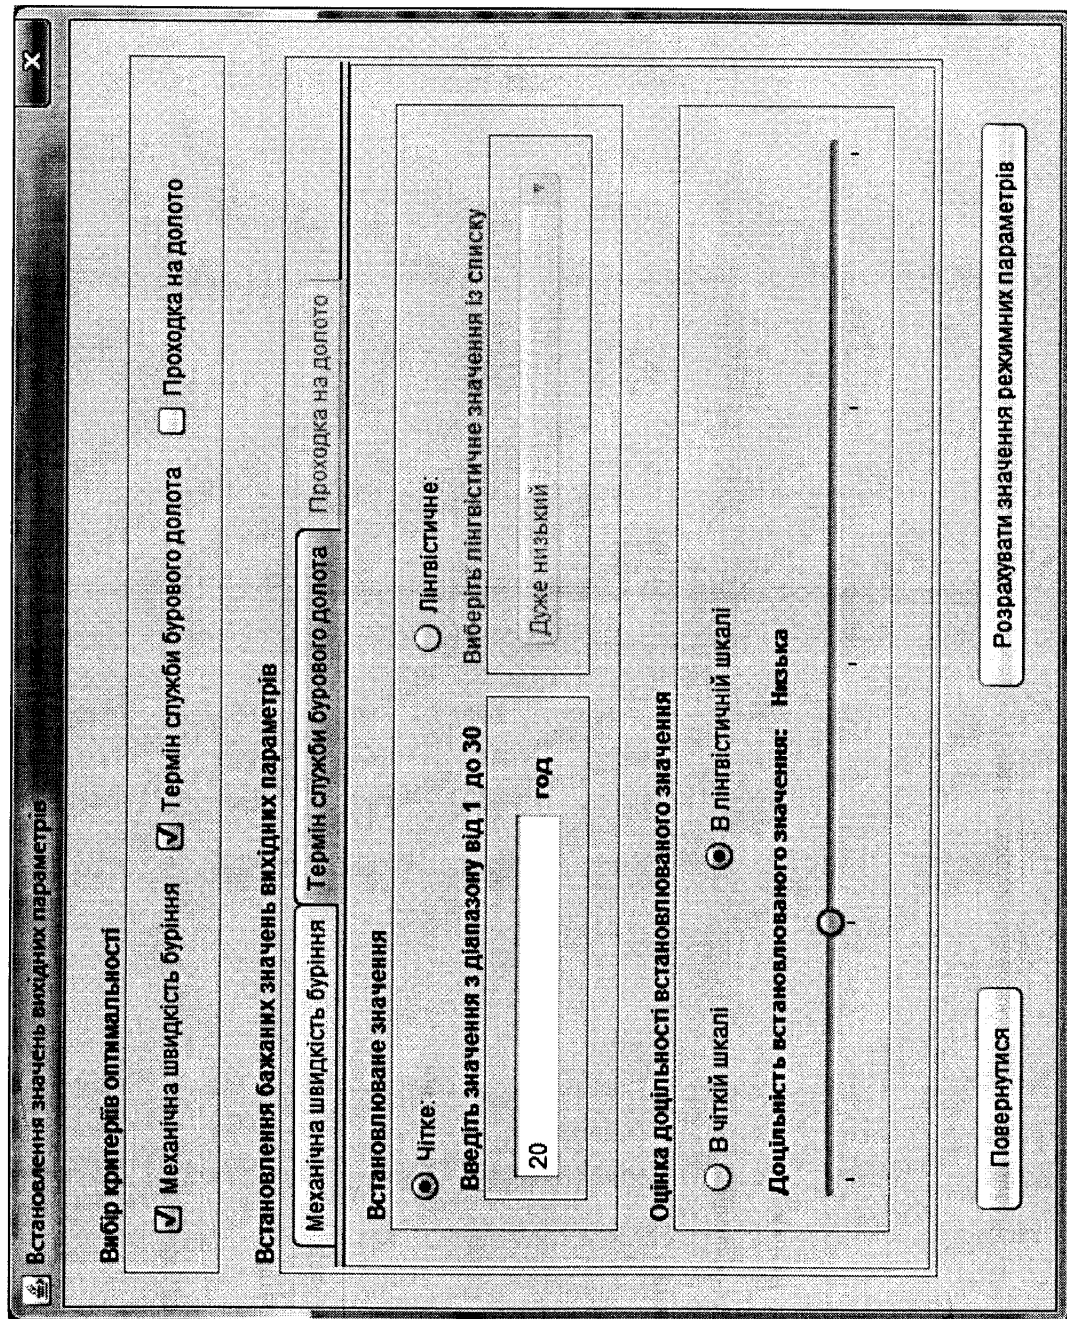 Встановлення значень вихідних параметрів
X
Вибір критеріїв оптимальності
Механічна швидкість буріння Термін служби бурового долота Проходка на долото
Встановлення бажаних значень вихідних параметрів
Механічна швидкість буріння Термін служби бурового долота Проходка на долото
Встановлюване значення
Чітке: Лінгвістичне:
Введіть значення з діапазону від 1 до 30 Виберіть лінгвістичне значення із списку
20 год Дуже низький
Оцінка доцільності встановлюваного значення
В чіткій шкалі В лінгвістичній шкалі
Доцільність встановлюваного значення: Низька
Повернутися Розрахувати значення режимних параметрів